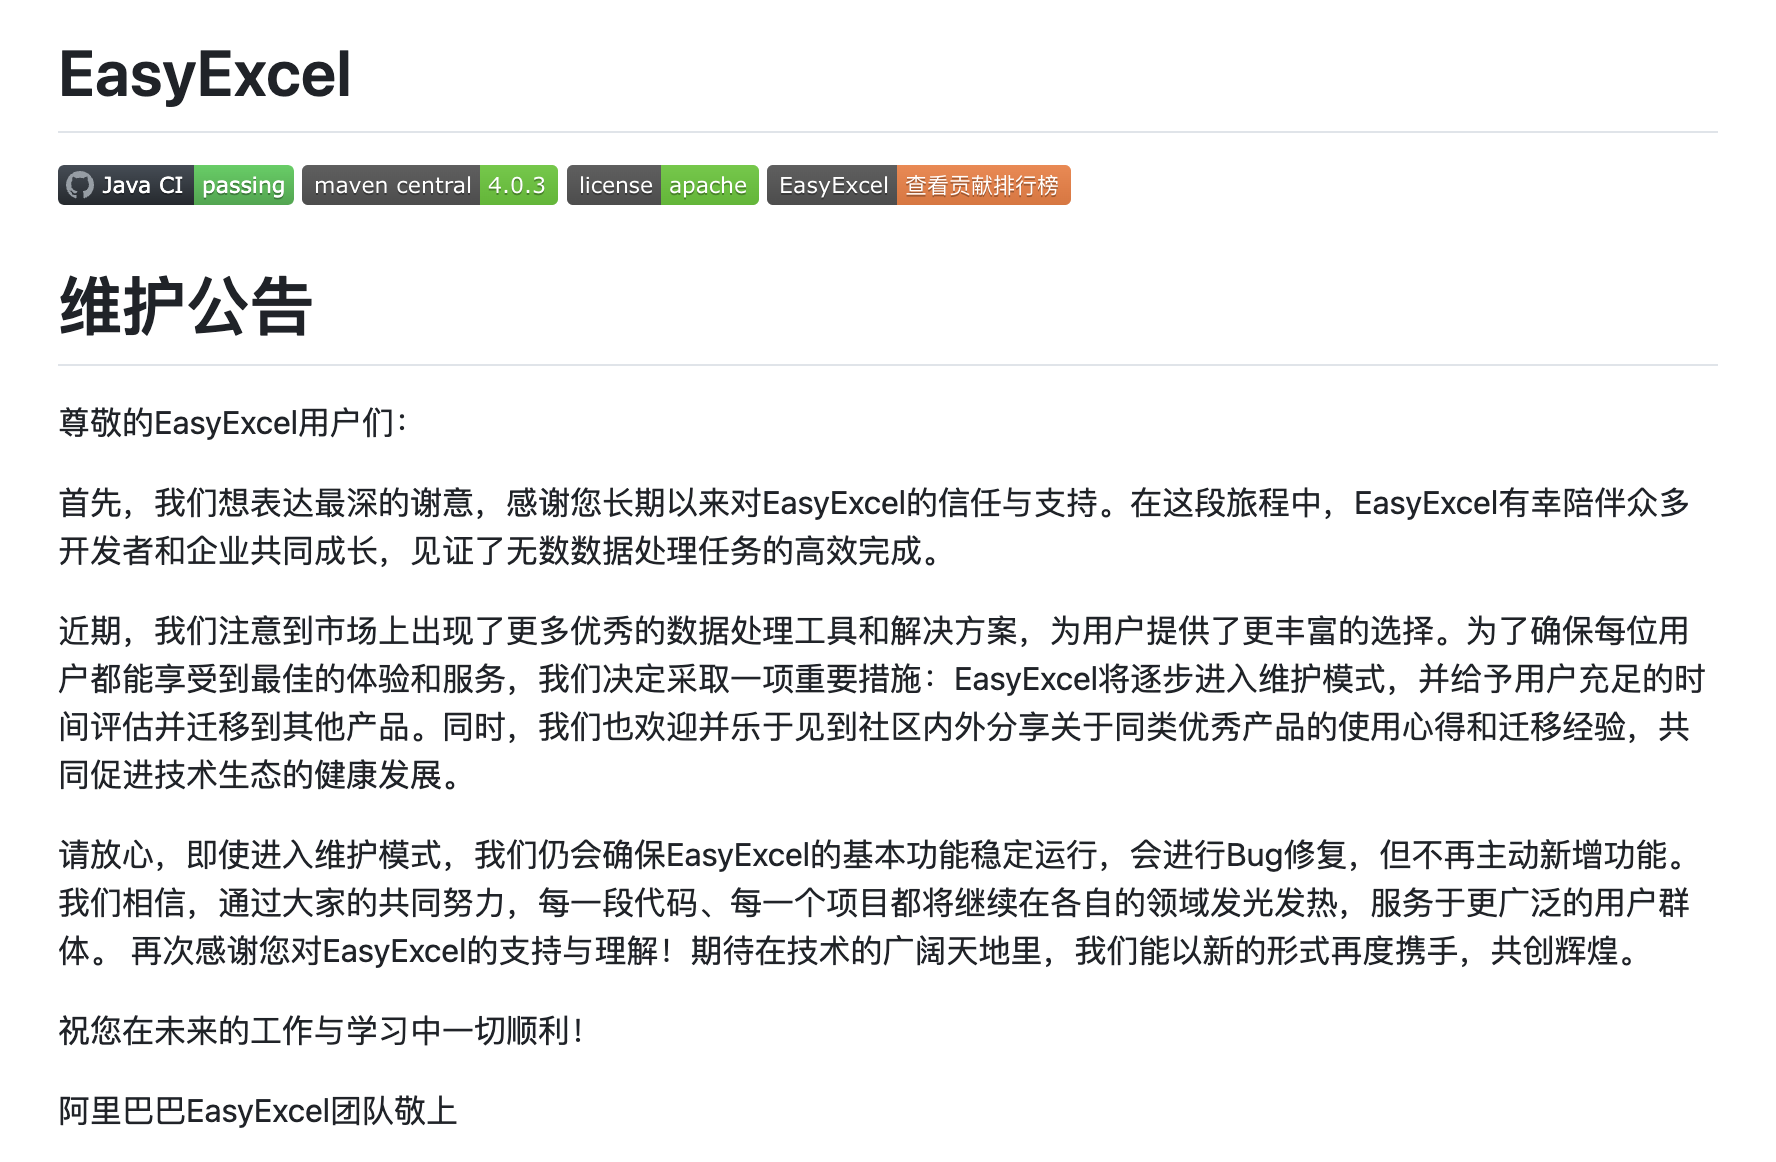 EasyExcel
Java CI passing maven central 4.0.3 license apache EasyExcel 查看贡献排行榜
维护公告
尊敬的EasyExcel用户们：
首先，我们想表达最深的谢意，感谢您长期以来对EasyExcel的信任与支持。在这段旅程中，EasyExcel有幸陪伴众多
开发者和企业共同成长，见证了无数数据处理任务的高效完成。
近期，我们注意到市场上出现了更多优秀的数据处理工具和解决方案，为用户提供了更丰富的选择。为了确保每位用
户都能享受到最佳的体验和服务，我们决定采取一项重要措施：EasyExcel将逐步进入维护模式，并给予用户充足的时
间评估并迁移到其他产品。同时，我们也欢迎并乐于见到社区内外分享关于同类优秀产品的使用心得和迁移经验，共
同促进技术生态的健康发展。
请放心，即使进入维护模式，我们仍会确保EasyExcel的基本功能稳定运行，会进行Bug修复，但不再主动新增功能。
我们相信，通过大家的共同努力，每一段代码、每一个项目都将继续在各自的领域发光发热，服务于更广泛的用户群
体。 再次感谢您对EasyExcel的支持与理解！期待在技术的广阔天地里，我们能以新的形式再度携手，共创辉煌。
祝您在未来的工作与学习中一切顺利！
阿里巴巴EasyExcel团队敬上